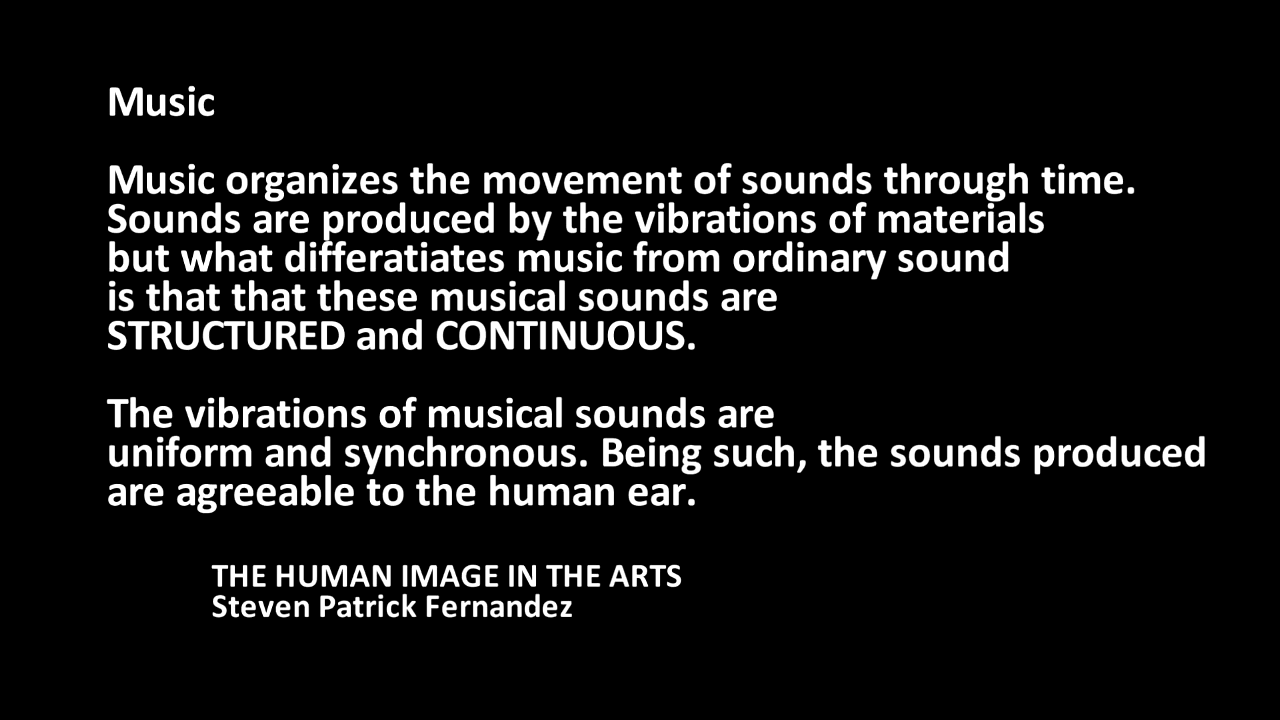 Music
Music organizes the movement of sounds through time.
Sounds are produced by the vibrations of materials
but what differatiates music from ordinary sound
is that that these musical sounds are
STRUCTURED and CONTINUOUS.
The vibrations of musical sounds are
uniform and synchronous. Being such, the sounds produced
are agreeable to the human ear.
THE HUMAN IMAGE IN THE ARTS
Steven Patrick Fernandez